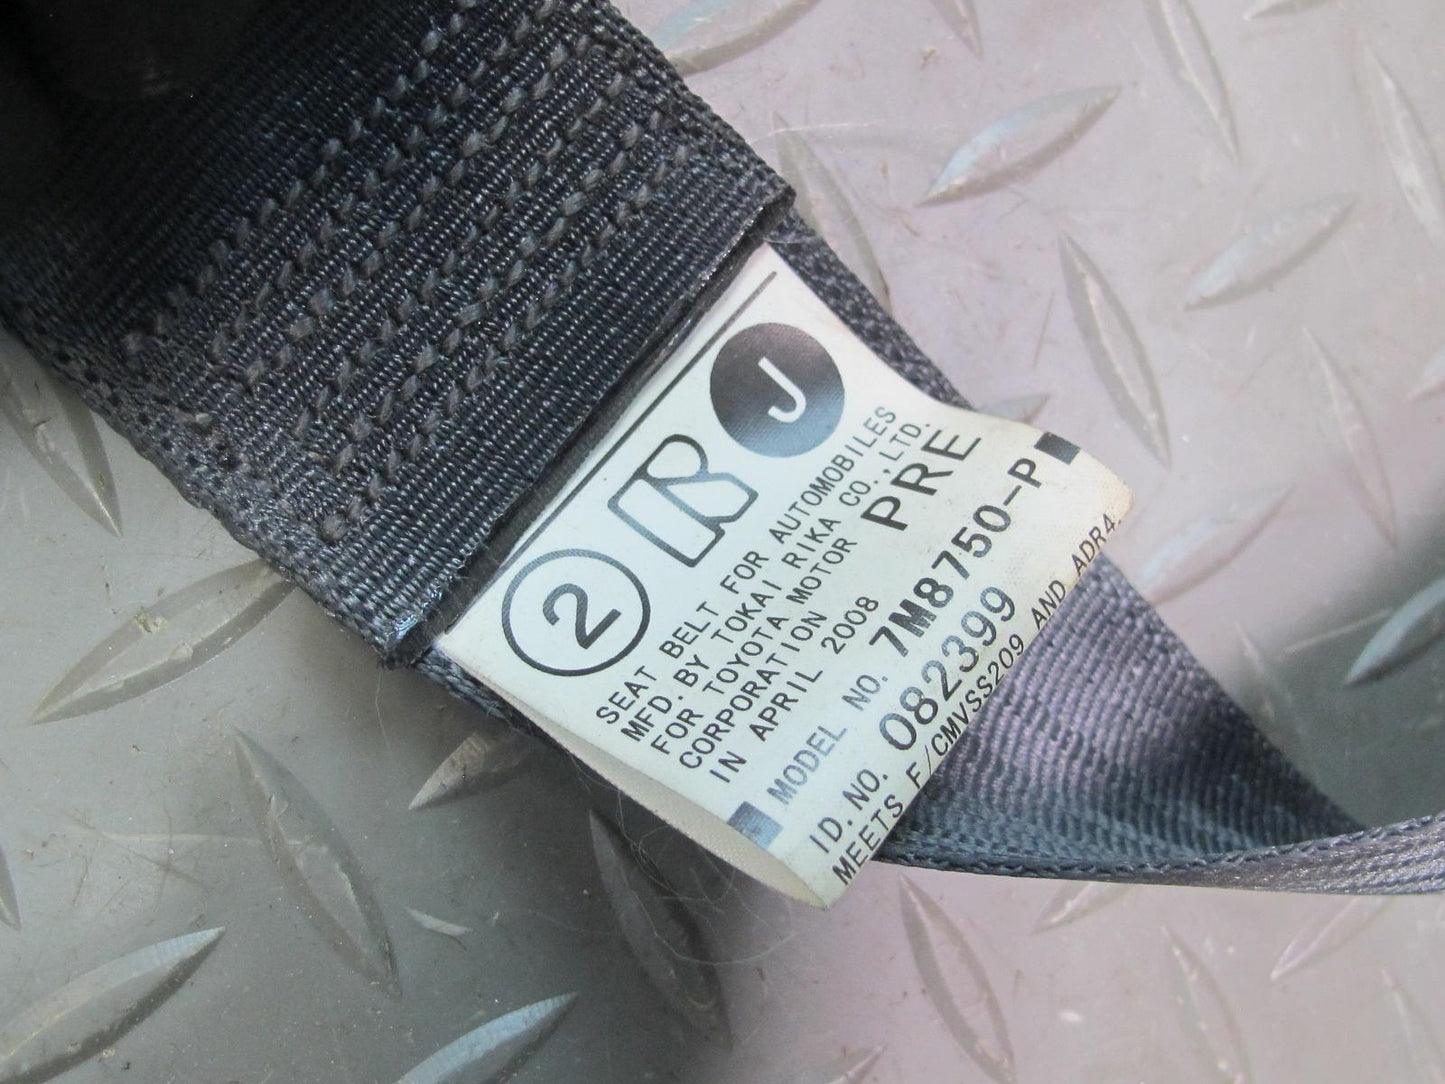 2 R J
SEAT BELT FOR AUTOMOBILES
MFD. BY TOKAI RIKA CO.,LTD.
FOR TOYOTA MOTOR PRE
CORPORATION
IN APRIL 2008
MODEL NO. 7M8750-P
ID. NO. 082399
MEETS F/CMVSS209 AND ADR4.